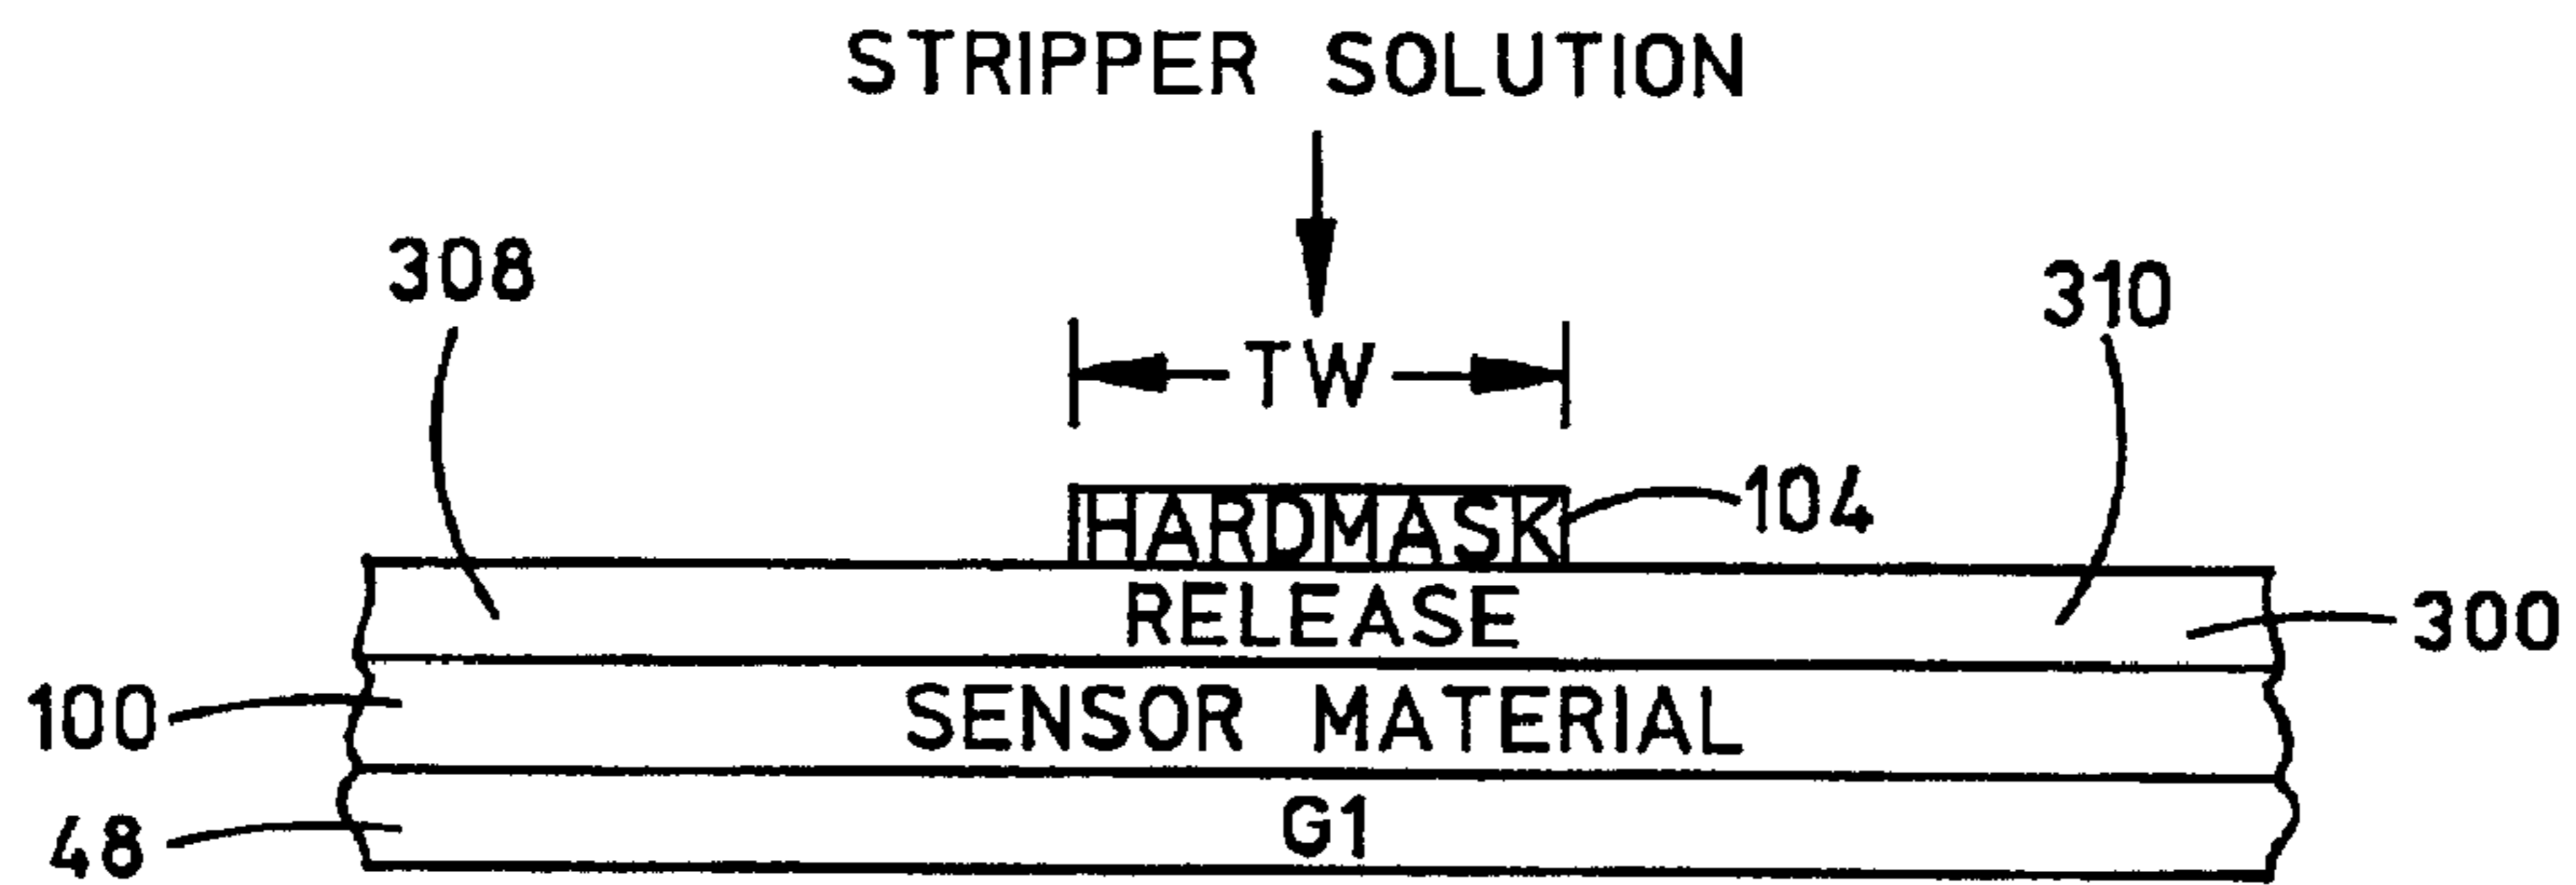 STRIPPER SOLUTION
308
310
TW
HARDMASK
104
RELEASE
300
100
SENSOR MATERIAL
48
G1